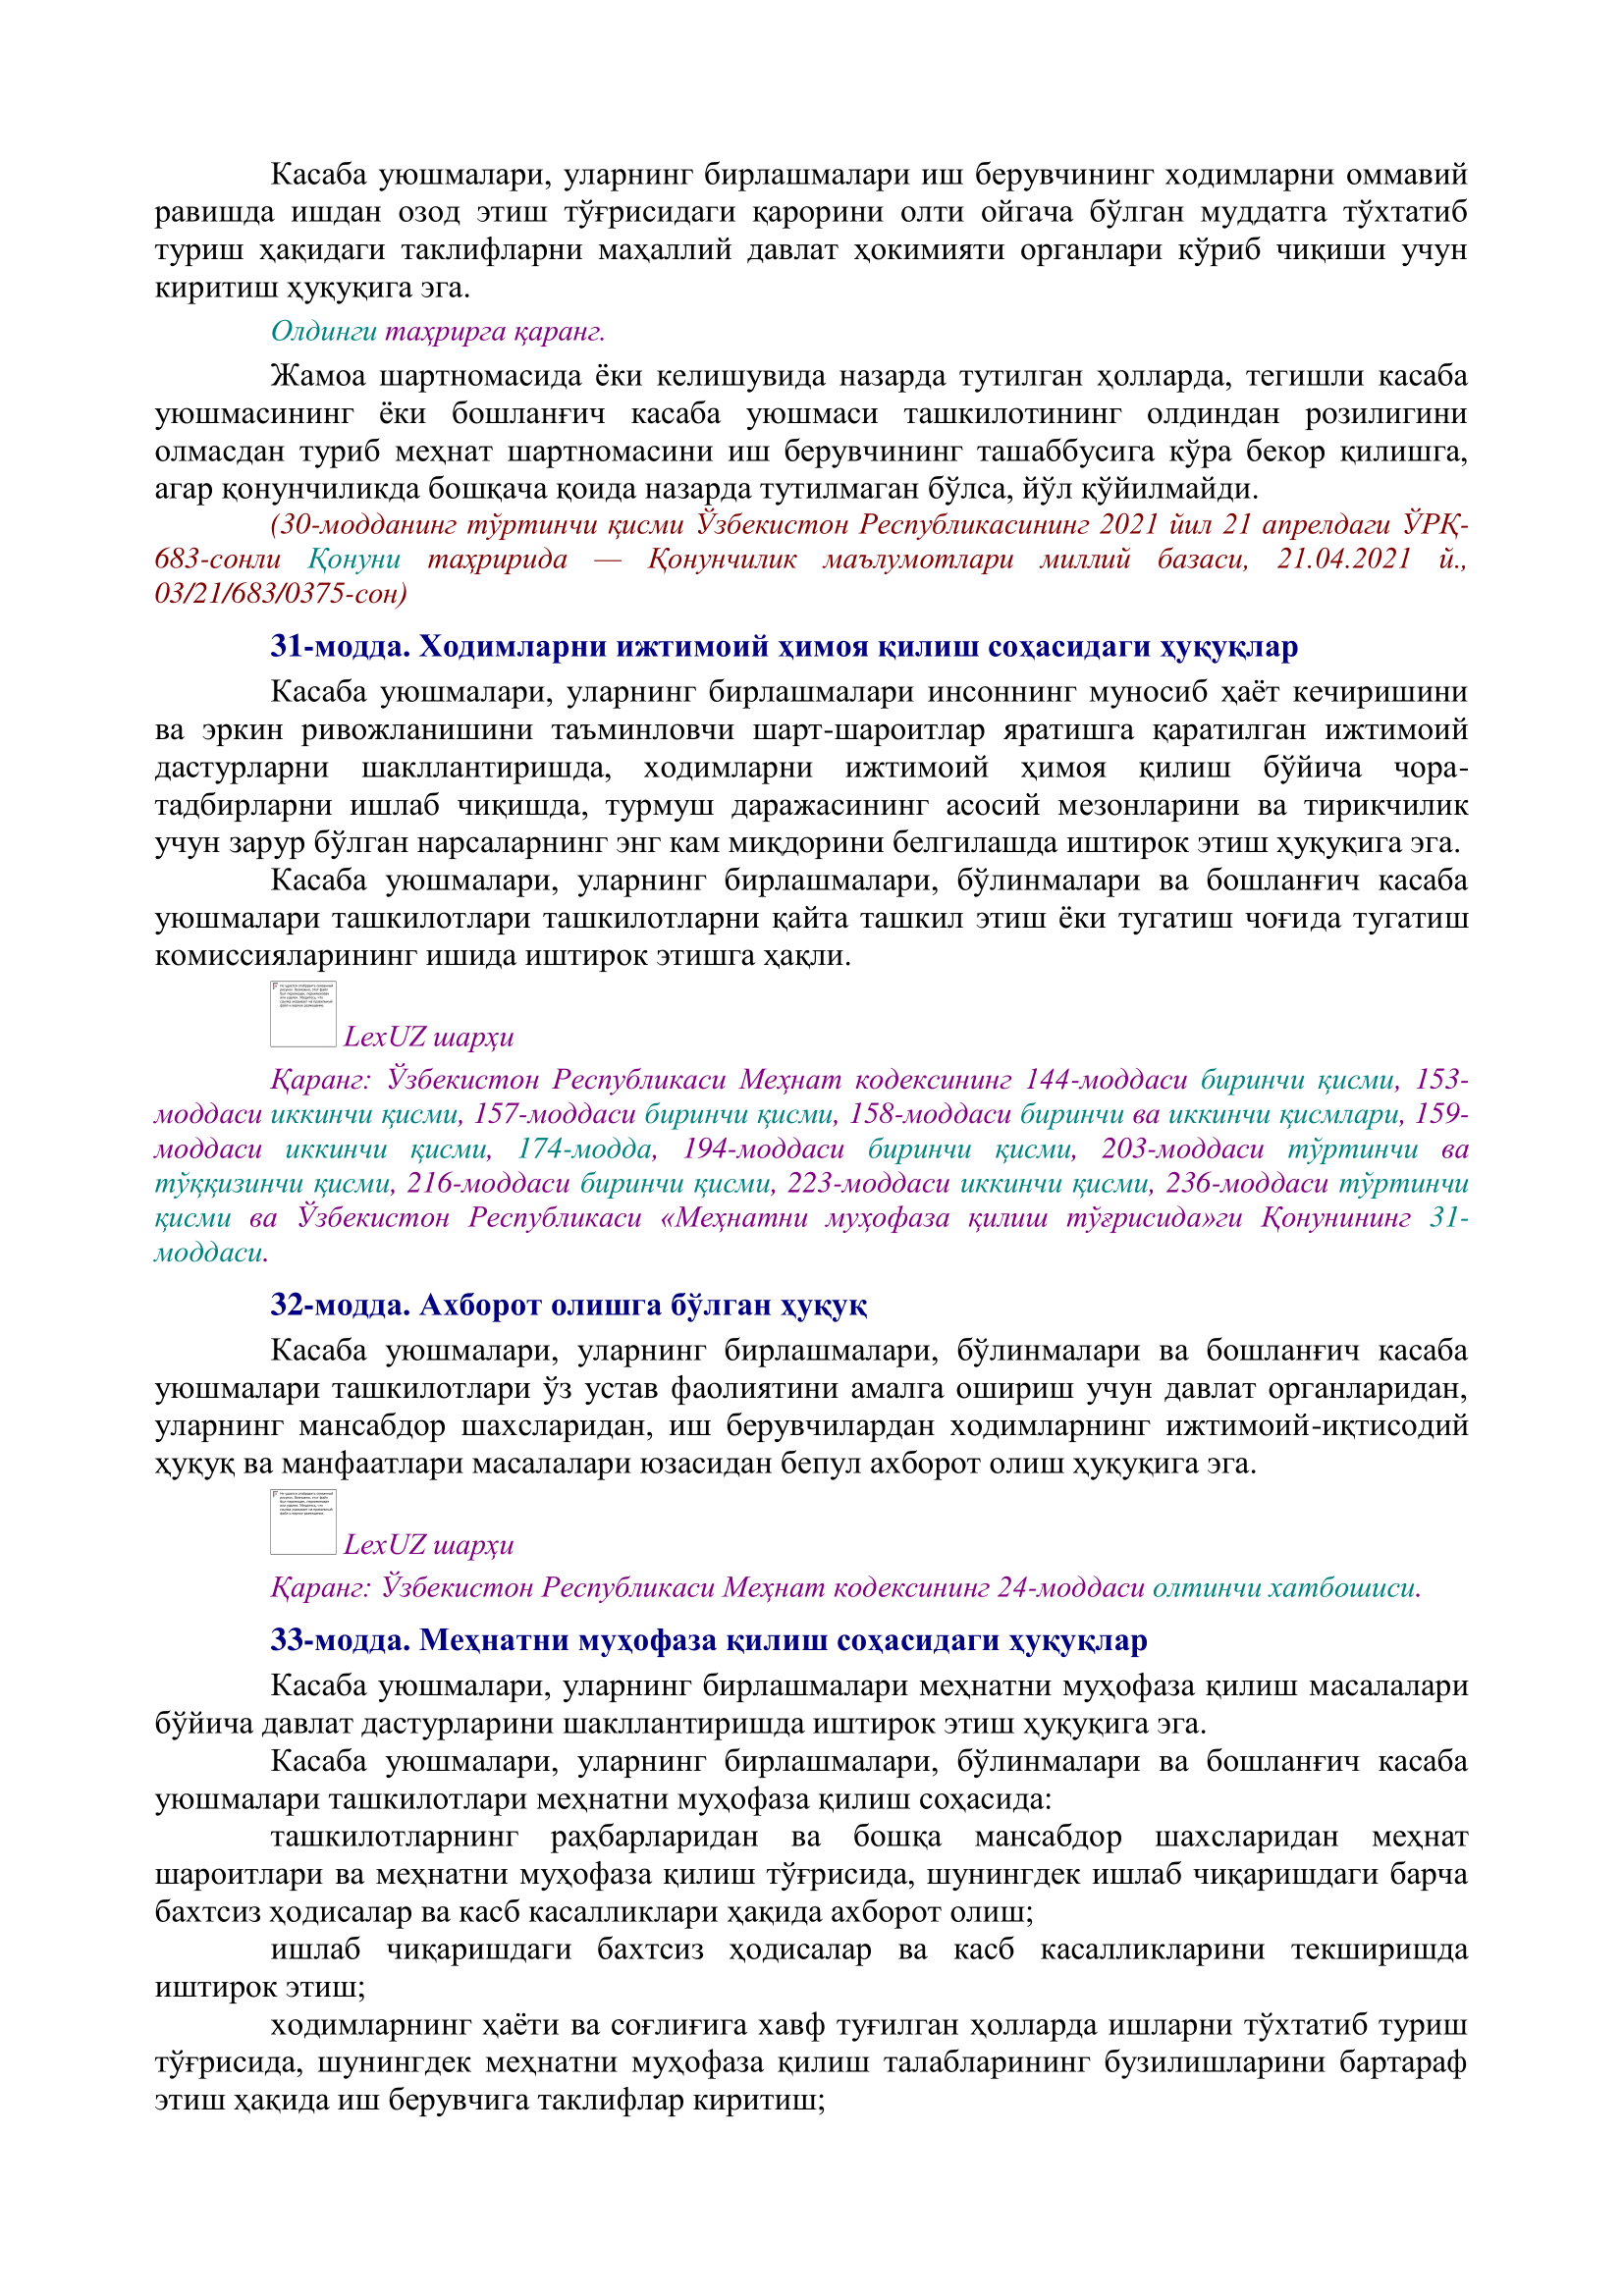 Касаба уюшмалари, уларнинг бирлашмалари иш берувчининг ходимларни оммавий
равишда ишдан озод этиш тўғрисидаги қарорини олти ойгача бўлган муддатга тўхтатиб
туриш ҳақидаги таклифларни маҳаллий давлат ҳокимияти органлари кўриб чиқиши учун
киритиш ҳуқуқига эга.
Олдинги таҳрирга қаранг.
Жамоа шартномасида ёки келишувида назарда тутилган ҳолларда, тегишли касаба
уюшмасининг ёки бошланғич касаба уюшмаси ташкилотининг олдиндан розилигини
олмасдан туриб меҳнат шартномасини иш берувчининг ташаббусига кўра бекор қилишга,
агар қонунчиликда бошқача қоида назарда тутилмаган бўлса, йўл қўйилмайди.
(30-модданинг тўртинчи қисми Ўзбекистон Республикасининг 2021 йил 21 апрелдаги ЎРҚ-
683-сонли Қонуни таҳририда — Қонунчилик маълумотлари миллий базаси, 21.04.2021 й.,
03/21/683/0375-сон)
31-модда. Ходимларни ижтимоий ҳимоя қилиш соҳасидаги ҳуқуқлар
Касаба уюшмалари, уларнинг бирлашмалари инсоннинг муносиб ҳаёт кечиришини
ва эркин ривожланишини таъминловчи шарт-шароитлар яратишга қаратилган ижтимоий
дастурларни шакллантиришда, ходимларни ижтимоий ҳимоя қилиш бўйича чора-
тадбирларни ишлаб чиқишда, турмуш даражасининг асосий мезонларини ва тирикчилик
учун зарур бўлган нарсаларнинг энг кам миқдорини белгилашда иштирок этиш ҳуқуқига эга.
Касаба уюшмалари, уларнинг бирлашмалари, бўлинмалари ва бошланғич касаба
уюшмалари ташкилотлари ташкилотларни қайта ташкил этиш ёки тугатиш чоғида тугатиш
комиссияларининг ишида иштирок этишга ҳақли.
LexUZ шарҳи
Қаранг: Ўзбекистон Республикаси Меҳнат кодексининг 144-моддаси биринчи қисми, 153-
моддаси иккинчи қисми, 157-моддаси биринчи қисми, 158-моддаси биринчи ва иккинчи қисмлари, 159-
моддаси иккинчи қисми, 174-модда, 194-моддаси биринчи қисми, 203-моддаси тўртинчи ва
тўққизинчи қисми, 216-моддаси биринчи қисми, 223-моддаси иккинчи қисми, 236-моддаси тўртинчи
қисми ва Ўзбекистон Республикаси «Меҳнатни муҳофаза қилиш тўғрисида»ги Қонунининг 31-
моддаси.
32-модда. Ахборот олишга бўлган ҳуқуқ
Касаба уюшмалари, уларнинг бирлашмалари, бўлинмалари ва бошланғич касаба
уюшмалари ташкилотлари ўз устав фаолиятини амалга ошириш учун давлат органларидан,
уларнинг мансабдор шахсларидан, иш берувчилардан ходимларнинг ижтимоий-иқтисодий
ҳуқуқ ва манфаатлари масалалари юзасидан бепул ахборот олиш ҳуқуқига эга.
LexUZ шарҳи
Қаранг: Ўзбекистон Республикаси Меҳнат кодексининг 24-моддаси олтинчи хатбошиси.
33-модда. Меҳнатни муҳофаза қилиш соҳасидаги ҳуқуқлар
Касаба уюшмалари, уларнинг бирлашмалари меҳнатни муҳофаза қилиш масалалари
бўйича давлат дастурларини шакллантиришда иштирок этиш ҳуқуқига эга.
Касаба уюшмалари, уларнинг бирлашмалари, бўлинмалари ва бошланғич касаба
уюшмалари ташкилотлари меҳнатни муҳофаза қилиш соҳасида:
ташкилотларнинг раҳбарларидан ва бошқа мансабдор шахсларидан меҳнат
шароитлари ва меҳнатни муҳофаза қилиш тўғрисида, шунингдек ишлаб чиқаришдаги барча
бахтсиз ҳодисалар ва касб касалликлари ҳақида ахборот олиш;
ишлаб чиқаришдаги бахтсиз ҳодисалар ва касб касалликларини текширишда
иштирок этиш;
ходимларнинг ҳаёти ва соғлиғига хавф туғилган ҳолларда ишларни тўхтатиб туриш
тўғрисида, шунингдек меҳнатни муҳофаза қилиш талабларининг бузилишларини бартараф
этиш ҳақида иш берувчига таклифлар киритиш;